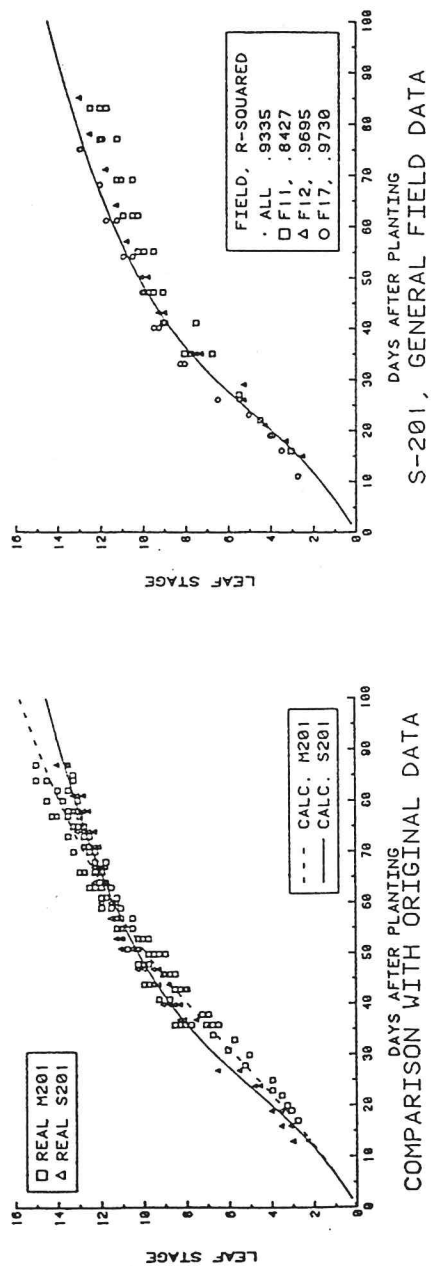 LEAF STAGE
16
14
12
10
8
6
4
2
0
REAL M201
REAL S201
CALC. M201
CALC. S201
0 10 20 30 40 50 60 70 80 90 100
DAYS AFTER PLANTING
COMPARISON WITH ORIGINAL DATA
LEAF STAGE
16
14
12
10
8
6
4
2
0
FIELD, R-SQUARED
ALL .9335
F11, .8427
F12, .9695
F17, .9730
0 10 20 30 40 50 60 70 80 90 100
DAYS AFTER PLANTING
S-201, GENERAL FIELD DATA